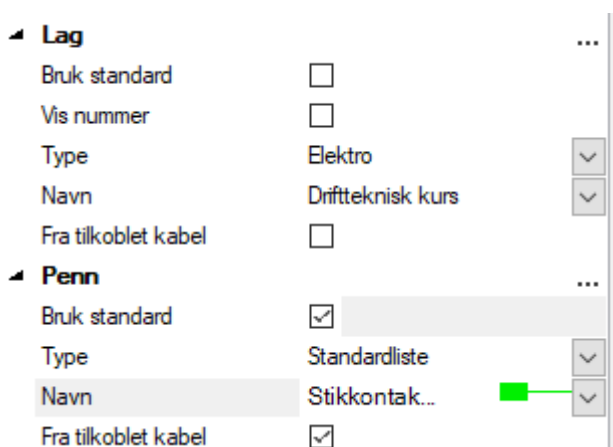 Lag ...
Bruk standard
Vis nummer
Type Elektro
Navn Driftteknisk kurs
Fra tilkoblet kabel
Penn ...
Bruk standard
Type Standardliste
Navn Stikkontak...
Fra tilkoblet kabel